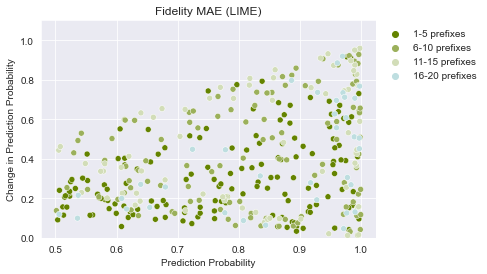 Fidelity MAE (LIME)
Change in Prediction Probability
1.0
0.8
0.6
0.4
0.2
0.0
0.5 0.6 0.7 0.8 0.9 1.0
Prediction Probability
1-5 prefixes
6-10 prefixes
11-15 prefixes
16-20 prefixes